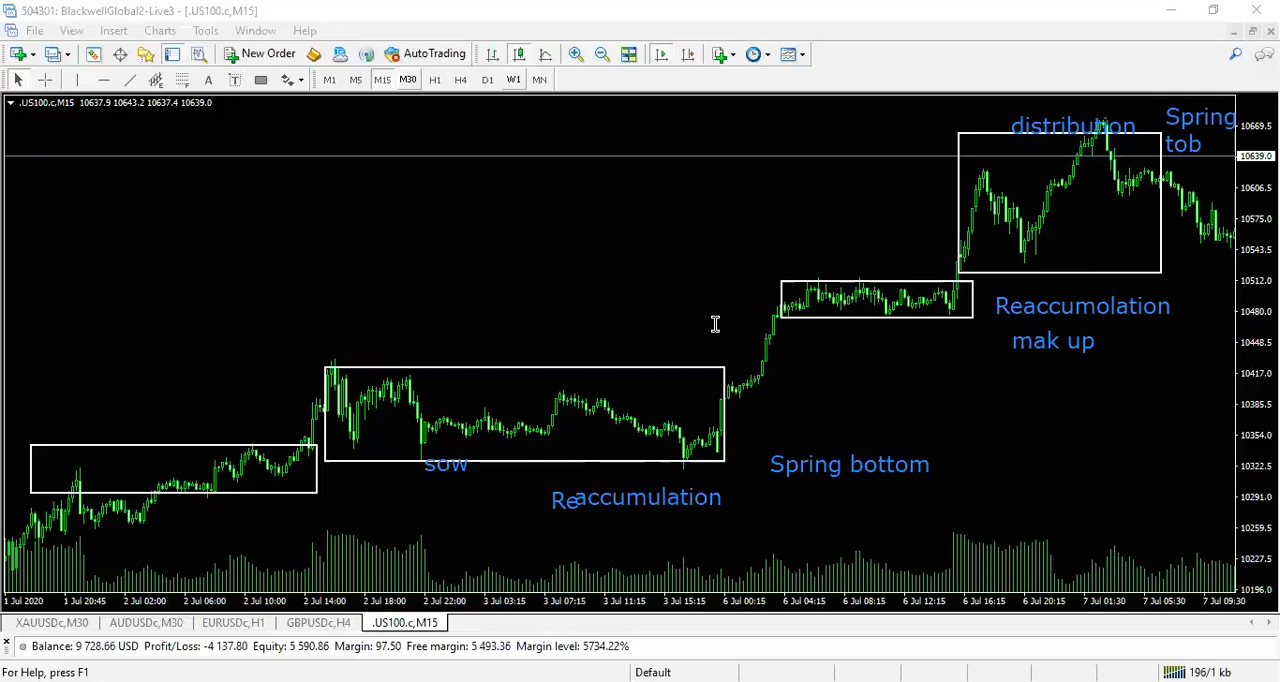 504301: BlackwellGlobal2-Live3 - [.US100.c,M15]
File View Insert Charts Tools Window Help
New Order AutoTrading
A T M1 M5 M15 M30 H1 H4 D1 W1 MN
.US100.c,M15 10637.9 10643.2 10637.4 10639.0
distribution
Spring
tob
10669.5
10639.0
10606.5
10575.0
10543.5
10512.0
10480.0
10448.5
10417.0
10385.5
10354.0
10322.5
10291.0
10259.5
10227.5
10196.0
Reaccumolation
mak up
sow
Spring bottom
Re accumulation
1 Jul 2020 1 Jul 20:45 2 Jul 02:00 2 Jul 06:00 2 Jul 10:00 2 Jul 14:00 2 Jul 18:00 2 Jul 22:00 3 Jul 03:15 3 Jul 07:15 3 Jul 11:15 3 Jul 15:15 6 Jul 00:15 6 Jul 04:15 6 Jul 08:15 6 Jul 12:15 6 Jul 16:15 6 Jul 20:15 7 Jul 01:30 7 Jul 05:30 7 Jul 09:30
XAUUSDc,M30 AUDUSDc,M30 EURUSDc,H1 GBPUSDc,H4 .US100.c,M15
Balance: 9 728.66 USD Profit/Loss: -4 137.80 Equity: 5 590.86 Margin: 97.50 Free margin: 5 493.36 Margin level: 5734.22%
For Help, press F1 Default 196/1 kb